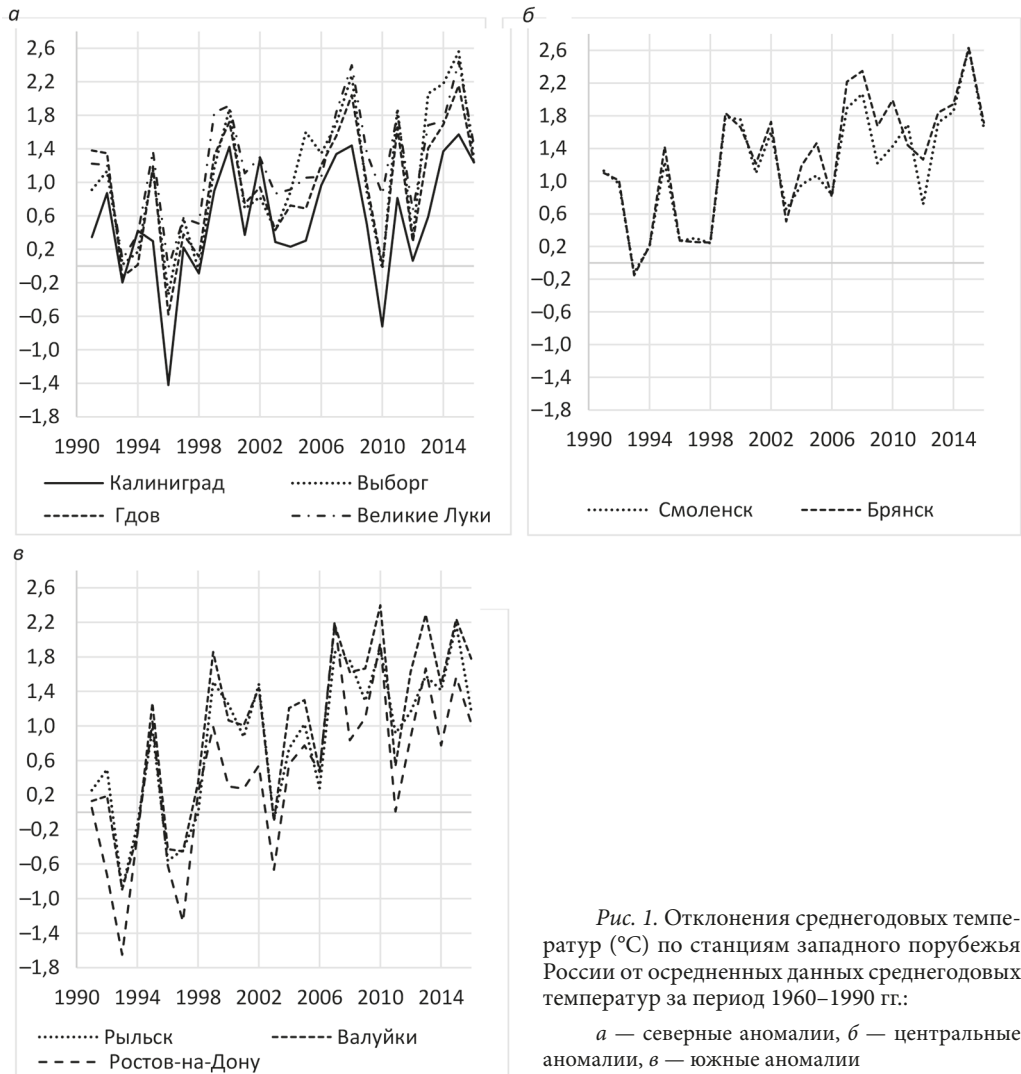 а
2,6
2,2
1,8
1,4
1,0
0,6
0,2
–0,2
–0,6
–1,0
–1,4
–1,8
1990 1994 1998 2002 2006 2010 2014
Калиниград Выборг
Гдов Великие Луки
б
2,6
2,2
1,8
1,4
1,0
0,6
0,2
–0,2
–0,6
–1,0
–1,4
–1,8
1990 1994 1998 2002 2006 2010 2014
Смоленск Брянск
в
2,6
2,2
1,8
1,4
1,0
0,6
0,2
–0,2
–0,6
–1,0
–1,4
–1,8
1990 1994 1998 2002 2006 2010 2014
Рыльск Валуйки
Ростов-на-Дону
Рис. 1. Отклонения среднегодовых темпе-
ратур (°С) по станциям западного порубежья
России от осредненных данных среднегодовых
температур за период 1960–1990 гг.:
а — северные аномалии, б — центральные
аномалии, в — южные аномалии